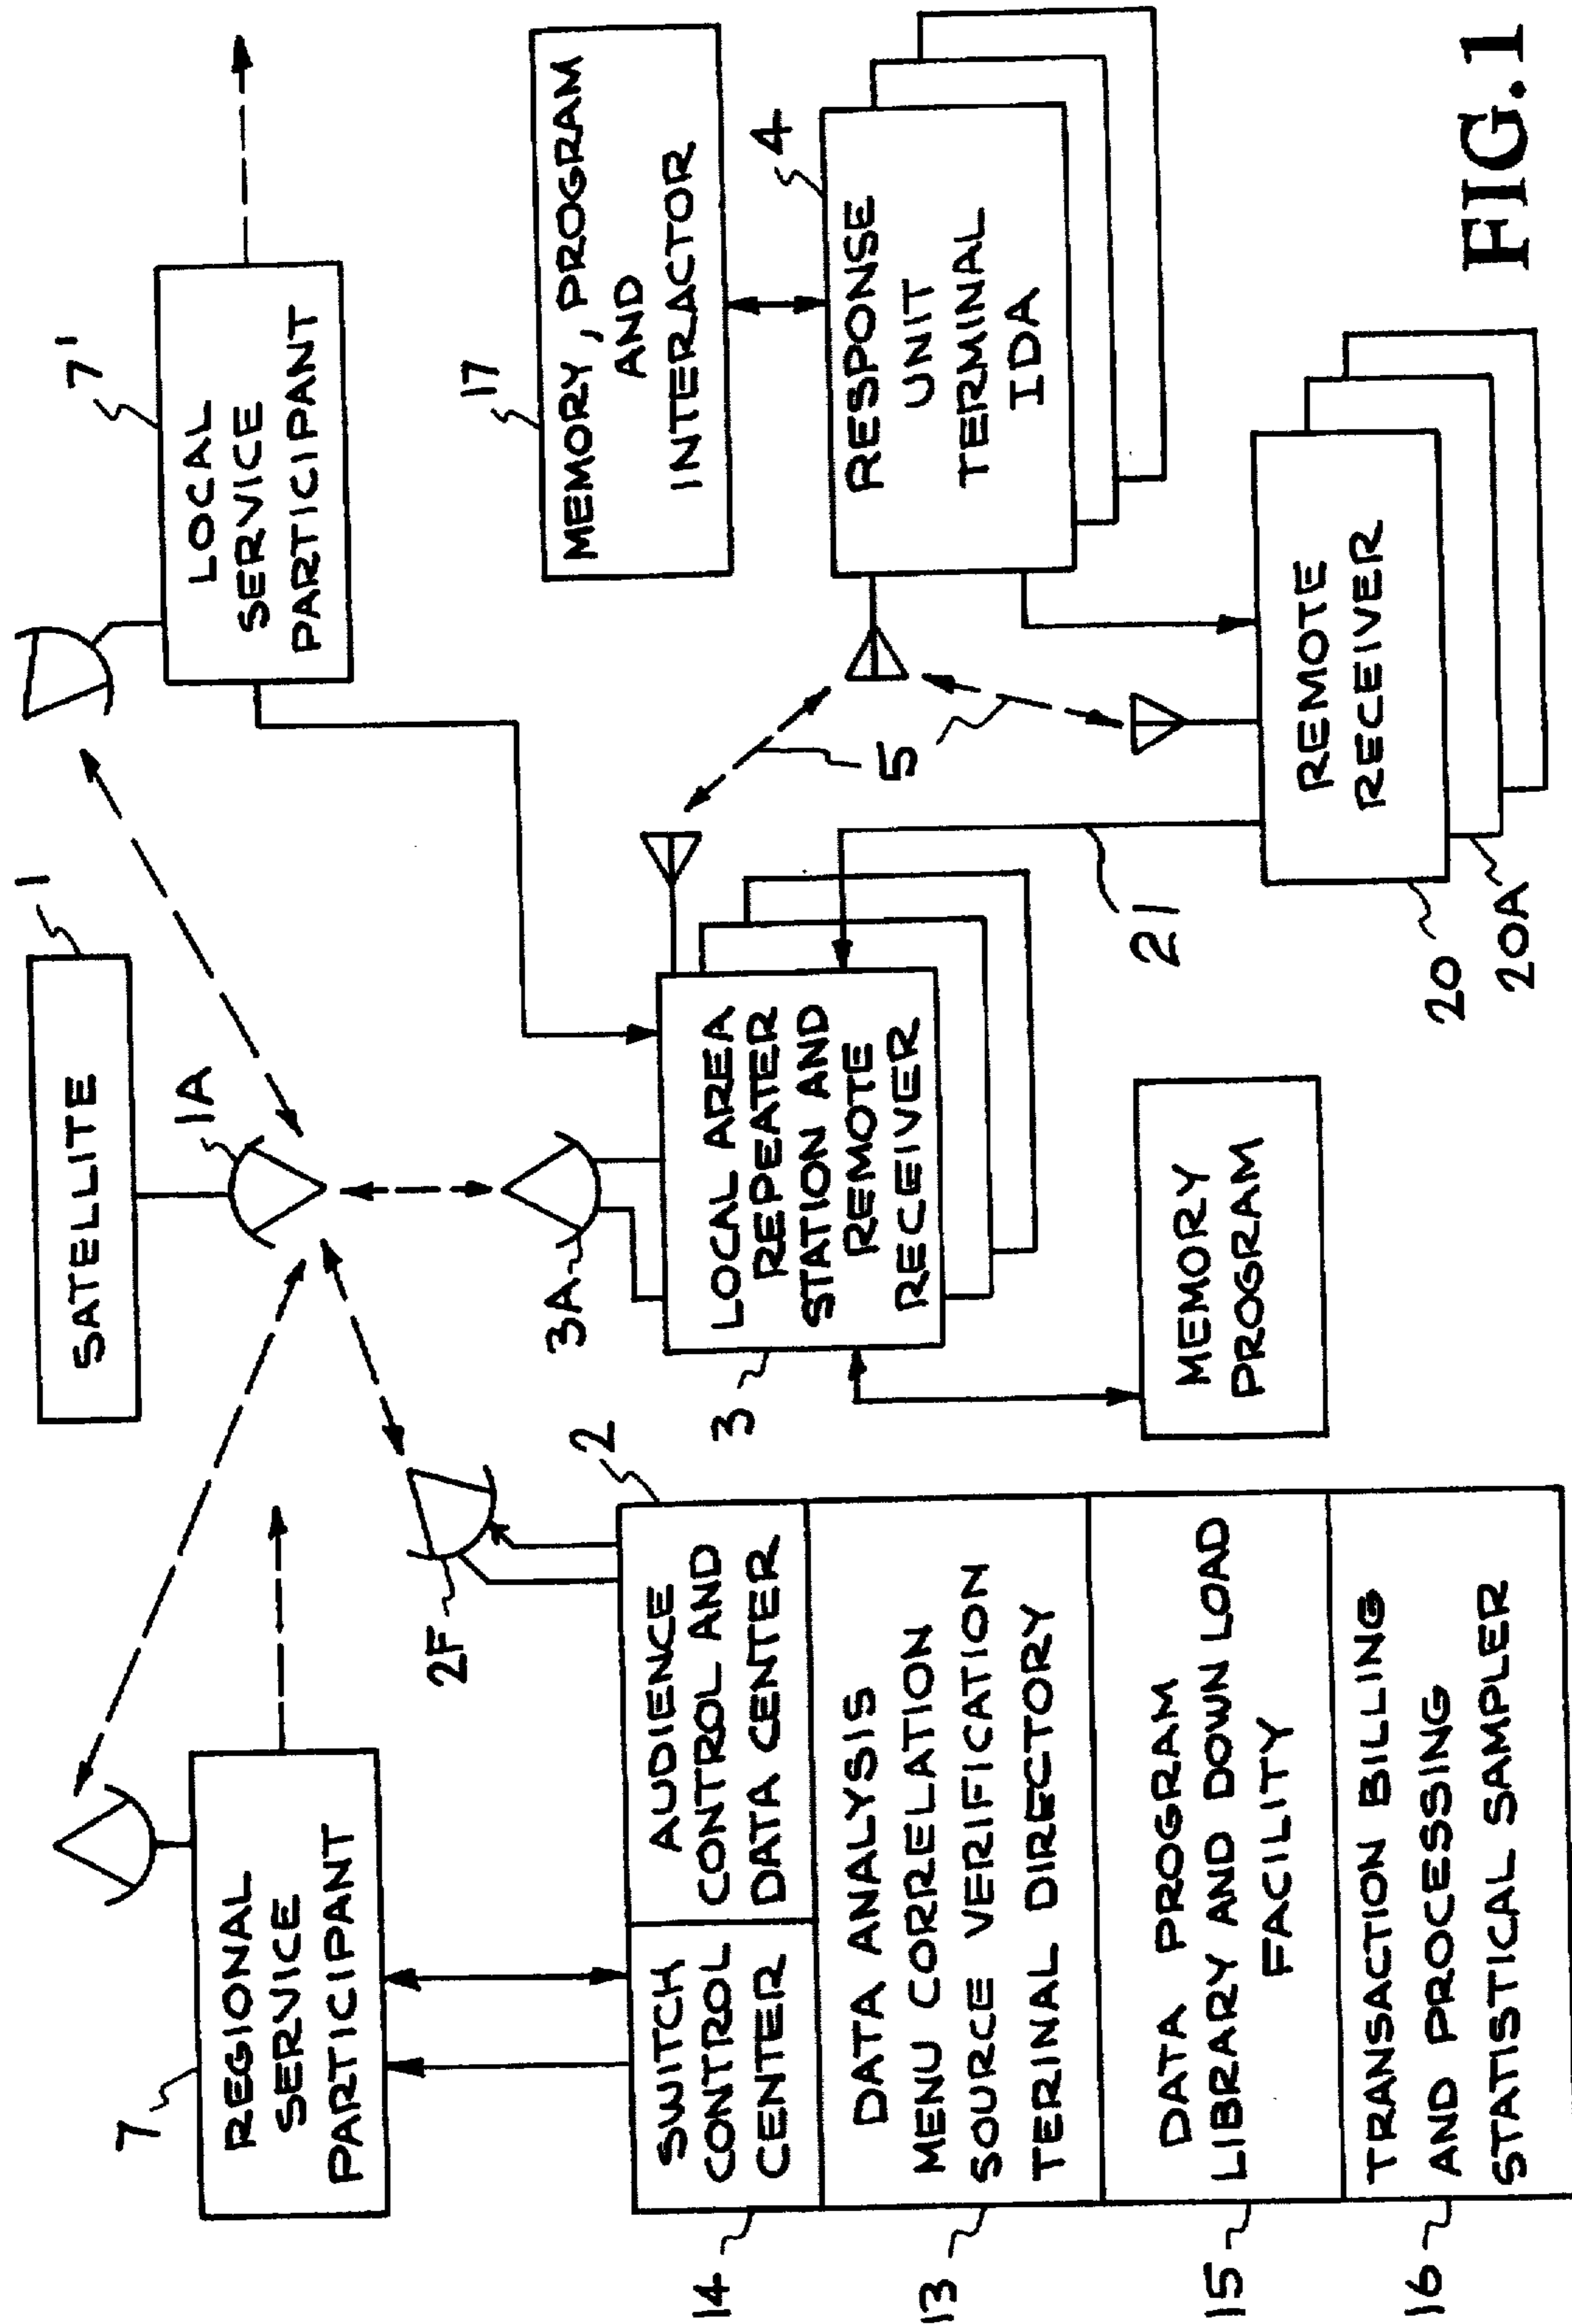 7
REGIONAL
SERVICE
PARTICIPANT
SATELLITE
1
1A
7'
LOCAL
SERVICE
PARTICIPANT
2F
2
3A
3
LOCAL AREA
REPEATER
STATION AND
REMOTE
RECEIVER
17
MEMORY, PROGRAM
AND
INTERACTOR
4
RESPONSE
UNIT
TERMINAL
IDA
5
14
SWITCH
CONTROL
CENTER
AUDIENCE
CONTROL AND
DATA CENTER
13
DATA ANALYSIS
MENU CORRELATION
SOURCE VERIFICATION
TERMINAL DIRECTORY
15
DATA PROGRAM
LIBRARY AND DOWN LOAD
FACILITY
16
TRANSACTION BILLING
AND PROCESSING
STATISTICAL SAMPLER
MEMORY
PROGRAM
21
REMOTE
RECEIVER
20
20A
FIG.1